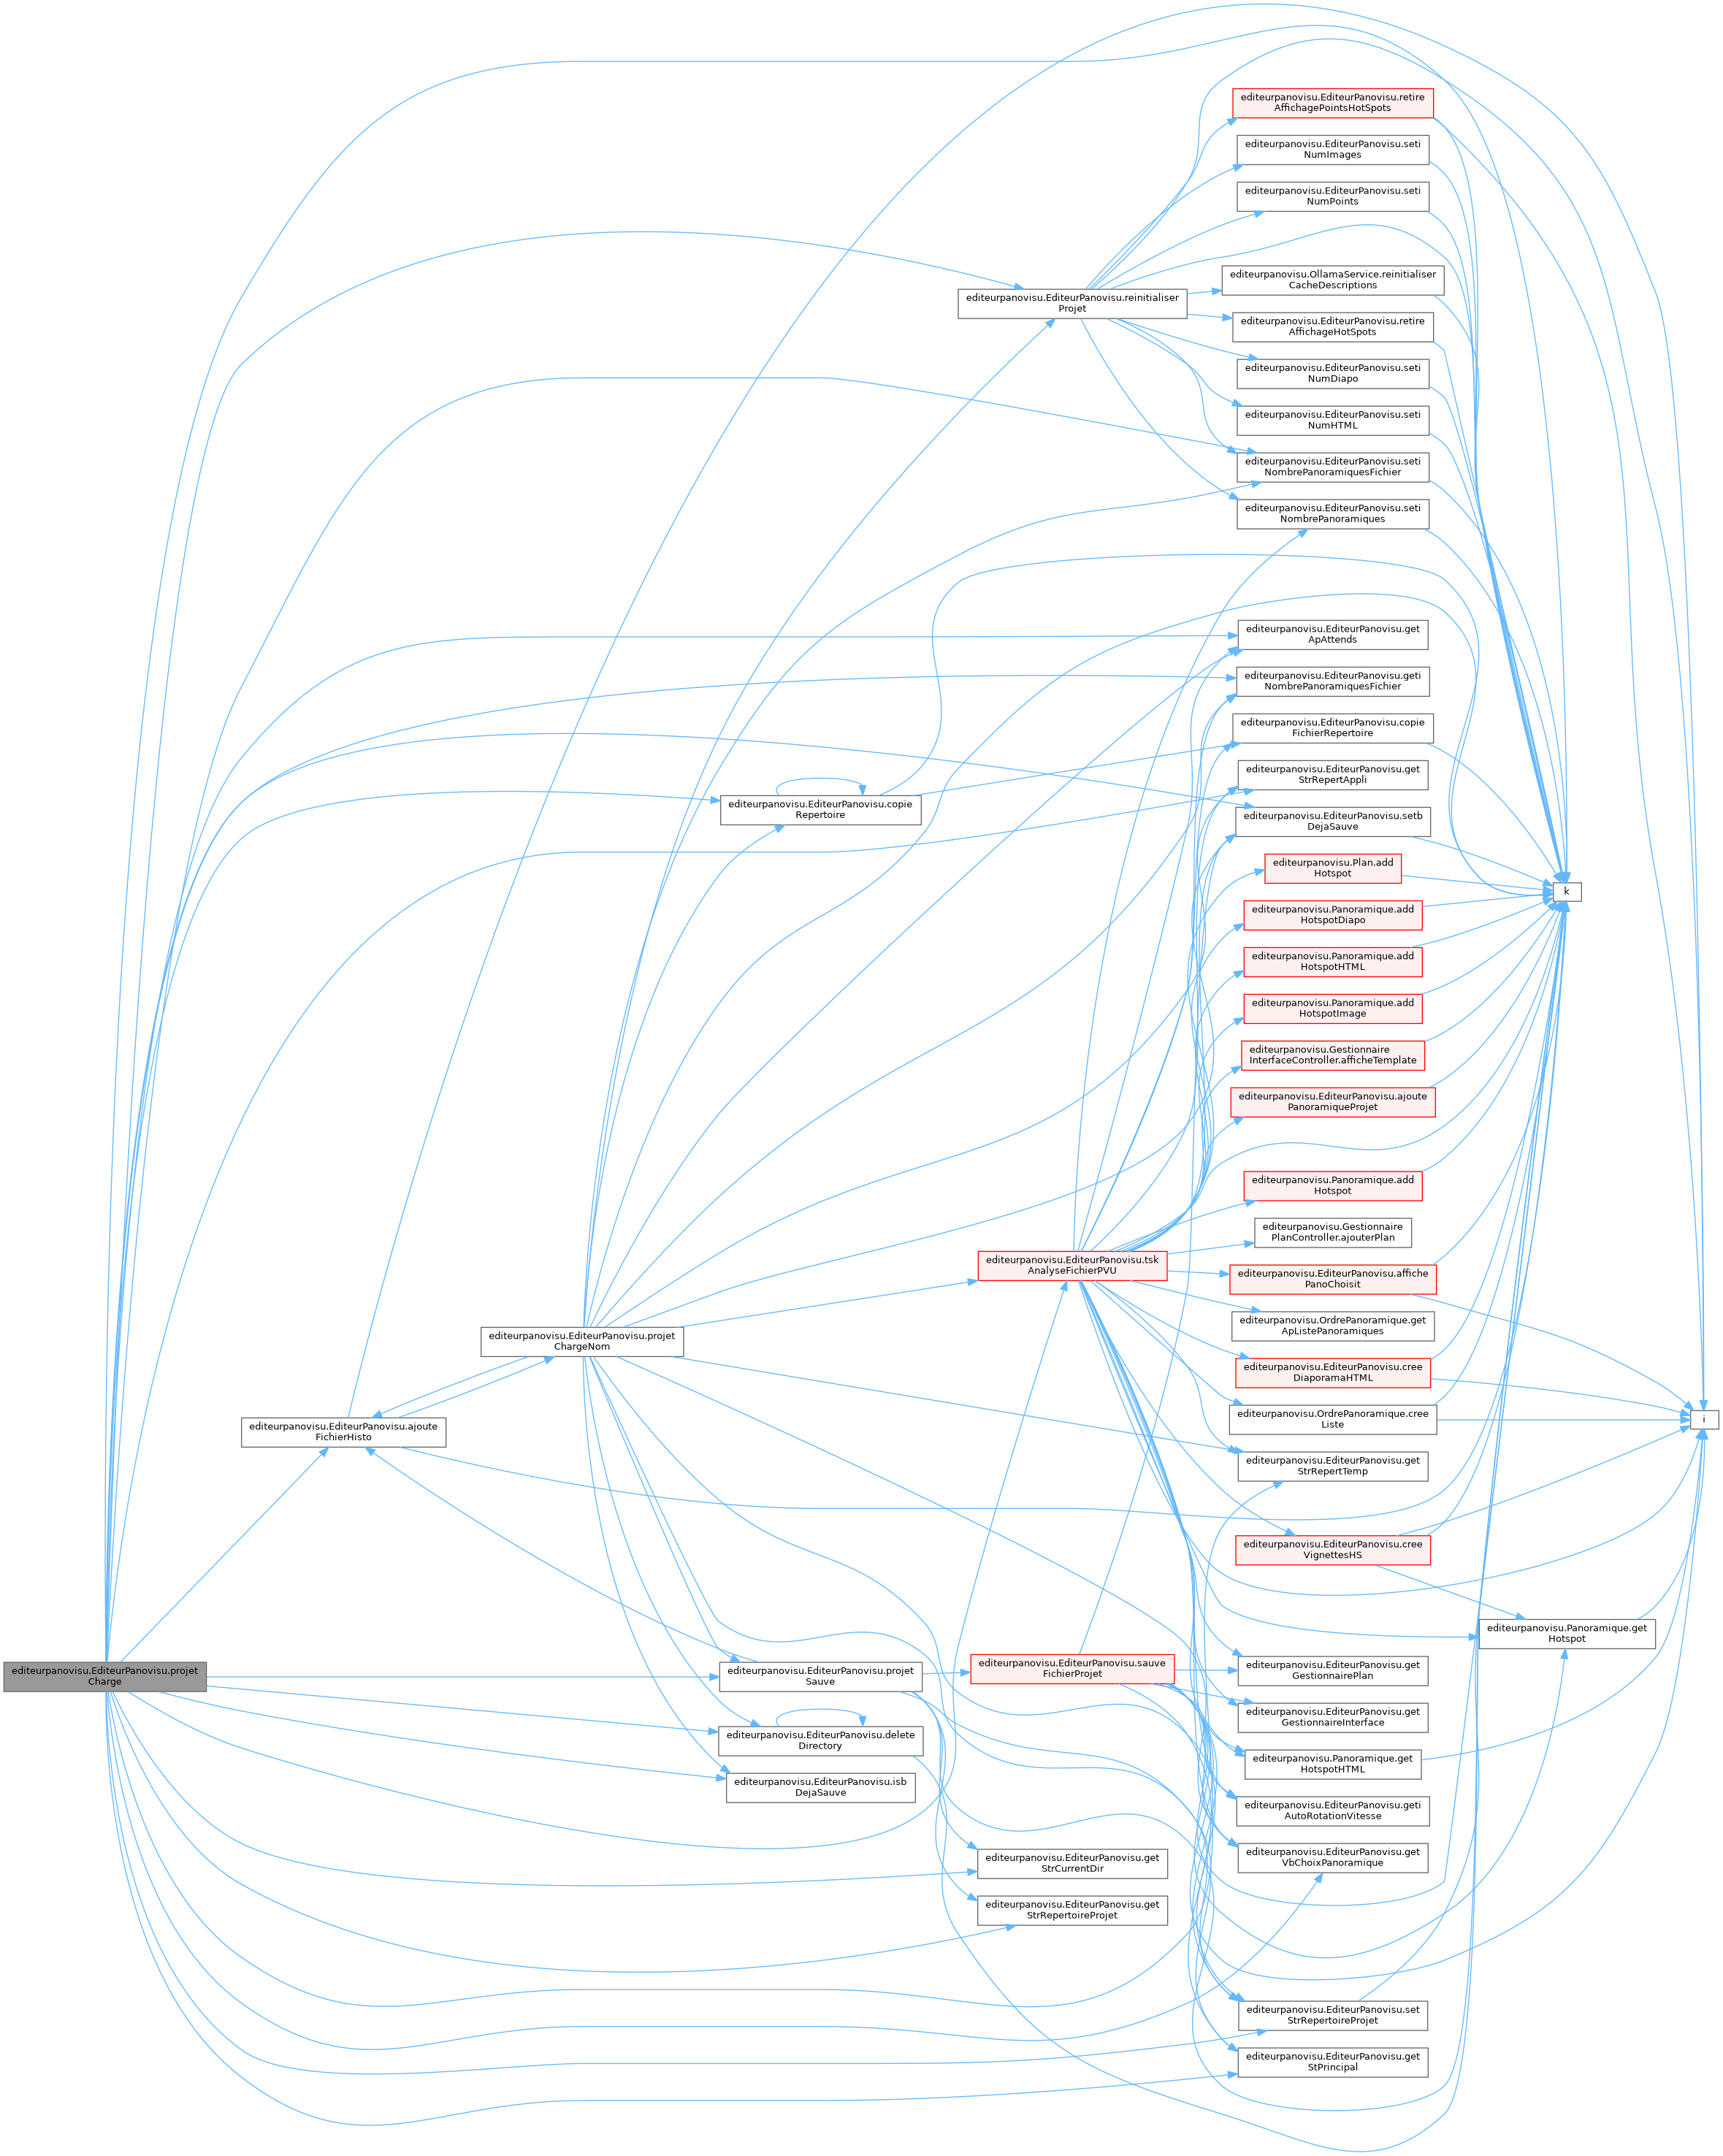 editeurpanovisu.EditeurPanovisu.projet
Charge
editeurpanovisu.EditeurPanovisu.ajoute
FichierHisto
editeurpanovisu.EditeurPanovisu.projet
ChargeNom
editeurpanovisu.EditeurPanovisu.copie
Repertoire
editeurpanovisu.EditeurPanovisu.projet
Sauve
editeurpanovisu.EditeurPanovisu.delete
Directory
editeurpanovisu.EditeurPanovisu.isb
DejaSauve
editeurpanovisu.EditeurPanovisu.reinitialiser
Projet
editeurpanovisu.EditeurPanovisu.tsk
AnalyseFichierPVU
editeurpanovisu.EditeurPanovisu.sauve
FichierProjet
editeurpanovisu.EditeurPanovisu.get
StrCurrentDir
editeurpanovisu.EditeurPanovisu.get
StrRepertoireProjet
editeurpanovisu.EditeurPanovisu.retire
AffichagePointsHotSpots
editeurpanovisu.EditeurPanovisu.seti
NumImages
editeurpanovisu.EditeurPanovisu.seti
NumPoints
editeurpanovisu.OllamaService.reinitialiser
CacheDescriptions
editeurpanovisu.EditeurPanovisu.retire
AffichageHotSpots
editeurpanovisu.EditeurPanovisu.seti
NumDiapo
editeurpanovisu.EditeurPanovisu.seti
NumHTML
editeurpanovisu.EditeurPanovisu.seti
NombrePanoramiquesFichier
editeurpanovisu.EditeurPanovisu.seti
NombrePanoramiques
editeurpanovisu.EditeurPanovisu.get
ApAttends
editeurpanovisu.EditeurPanovisu.geti
NombrePanoramiquesFichier
editeurpanovisu.EditeurPanovisu.copie
FichierRepertoire
editeurpanovisu.EditeurPanovisu.get
StrRepertAppli
editeurpanovisu.EditeurPanovisu.setb
DejaSauve
editeurpanovisu.Plan.add
Hotspot
editeurpanovisu.Panoramique.add
HotspotDiapo
editeurpanovisu.Panoramique.add
HotspotHTML
editeurpanovisu.Panoramique.add
HotspotImage
editeurpanovisu.Gestionnaire
InterfaceController.afficheTemplate
editeurpanovisu.EditeurPanovisu.ajoute
PanoramiqueProjet
editeurpanovisu.Panoramique.add
Hotspot
editeurpanovisu.Gestionnaire
PlanController.ajouterPlan
editeurpanovisu.EditeurPanovisu.affiche
PanoChoisit
editeurpanovisu.OrdrePanoramique.get
ApListePanoramiques
editeurpanovisu.EditeurPanovisu.cree
DiaporamaHTML
editeurpanovisu.OrdrePanoramique.cree
Liste
editeurpanovisu.EditeurPanovisu.get
StrRepertTemp
editeurpanovisu.EditeurPanovisu.cree
VignettesHS
editeurpanovisu.EditeurPanovisu.get
GestionnairePlan
editeurpanovisu.EditeurPanovisu.get
GestionnaireInterface
editeurpanovisu.Panoramique.get
HotspotHTML
editeurpanovisu.EditeurPanovisu.geti
AutoRotationVitesse
editeurpanovisu.EditeurPanovisu.get
VbChoixPanoramique
editeurpanovisu.EditeurPanovisu.set
StrRepertoireProjet
editeurpanovisu.EditeurPanovisu.get
StPrincipal
k
editeurpanovisu.Panoramique.get
Hotspot
i